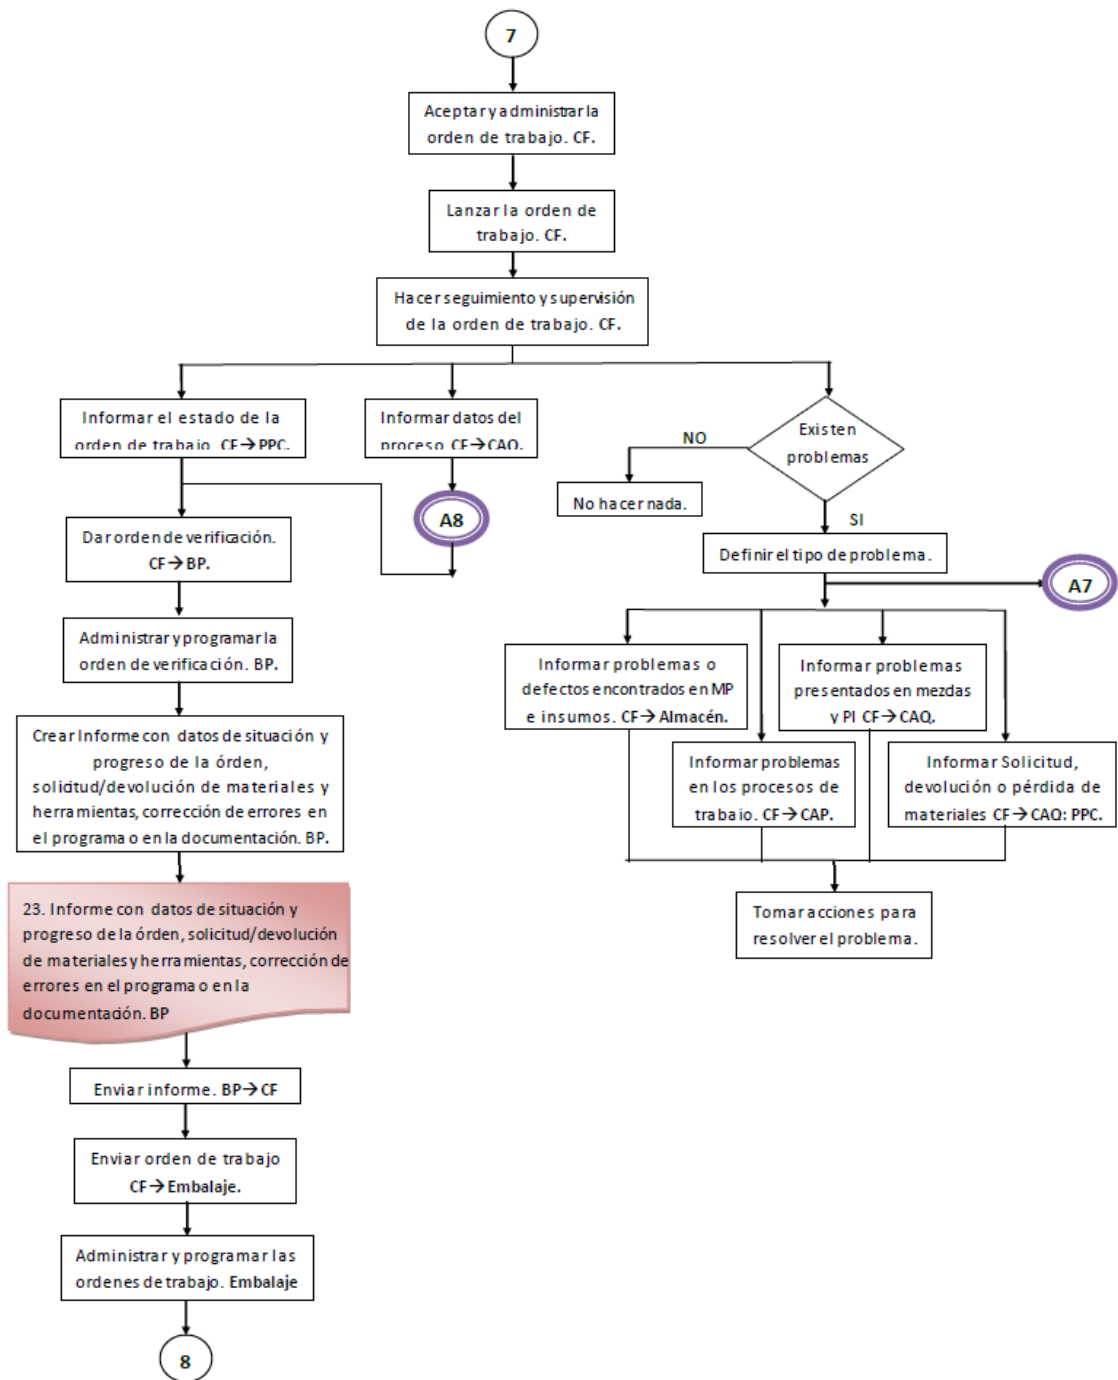 7
Aceptar y administrar la
orden de trabajo. CF.
Lanzar la orden de
trabajo. CF.
Hacer seguimiento y supervisión
de la orden de trabajo. CF.
Informar el estado de la
orden de trabajo. CF→PPC.
Informar datos del
proceso. CF→CAQ.
Existen
problemas
NO
No hacer nada.
SI
A8
Dar orden de verificación.
CF→BP.
Definir el tipo de problema.
A7
Administrar y programar la
orden de verificación. BP.
Informar problemas o
defectos encontrados en MP
e insumos. CF→Almacén.
Informar problemas
presentados en mezdas
y PI CF→CAQ.
Crear Informe con datos de situación y
progreso de la órden,
solicitud/devolución de materiales y
herramientas, corrección de errores en
el programa o en la documentación. BP.
Informar problemas
en los procesos de
trabajo. CF→CAP.
Informar Solicitud,
devolución o pérdida de
materiales CF→CAQ: PPC.
23. Informe con datos de situación y
progreso de la órden, solicitud/devolución
de materiales y herramientas, corrección de
errores en el programa o en la
documentación. BP
Tomar acciones para
resolver el problema.
Enviar informe. BP→CF
Enviar orden de trabajo
CF→Embalaje.
Administrar y programar las
ordenes de trabajo. Embalaje
8